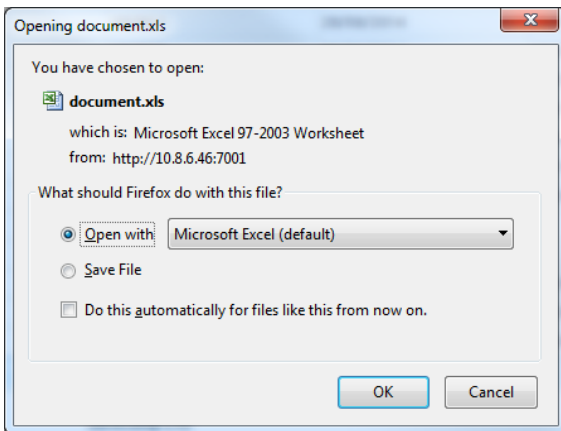 Opening document.xls
You have chosen to open:
document.xls
which is: Microsoft Excel 97-2003 Worksheet
from: http://10.8.6.46:7001
What should Firefox do with this file?
Open with Microsoft Excel (default)
Save File
Do this automatically for files like this from now on.
OK Cancel